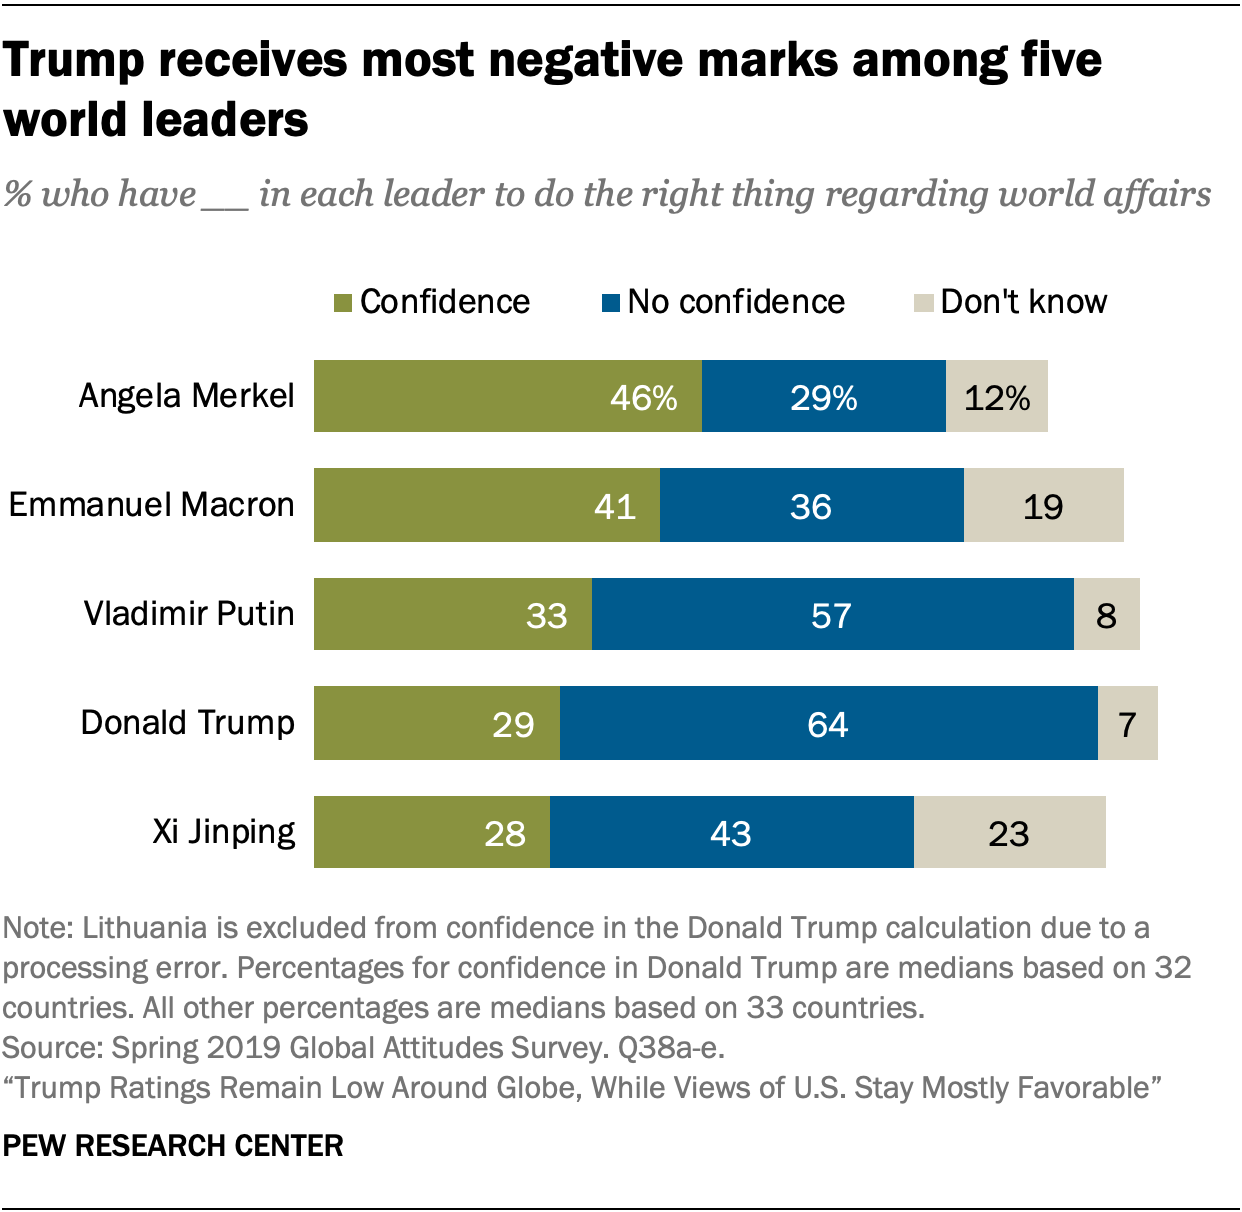 Trump receives most negative marks among five
world leaders
% who have __ in each leader to do the right thing regarding world affairs
Confidence No confidence Don't know
Angela Merkel 46% 29% 12%
Emmanuel Macron 41 36 19
Vladimir Putin 33 57 8
Donald Trump 29 64 7
Xi Jinping 28 43 23
Note: Lithuania is excluded from confidence in the Donald Trump calculation due to a
processing error. Percentages for confidence in Donald Trump are medians based on 32
countries. All other percentages are medians based on 33 countries.
Source: Spring 2019 Global Attitudes Survey. Q38a-e.
“Trump Ratings Remain Low Around Globe, While Views of U.S. Stay Mostly Favorable”
PEW RESEARCH CENTER